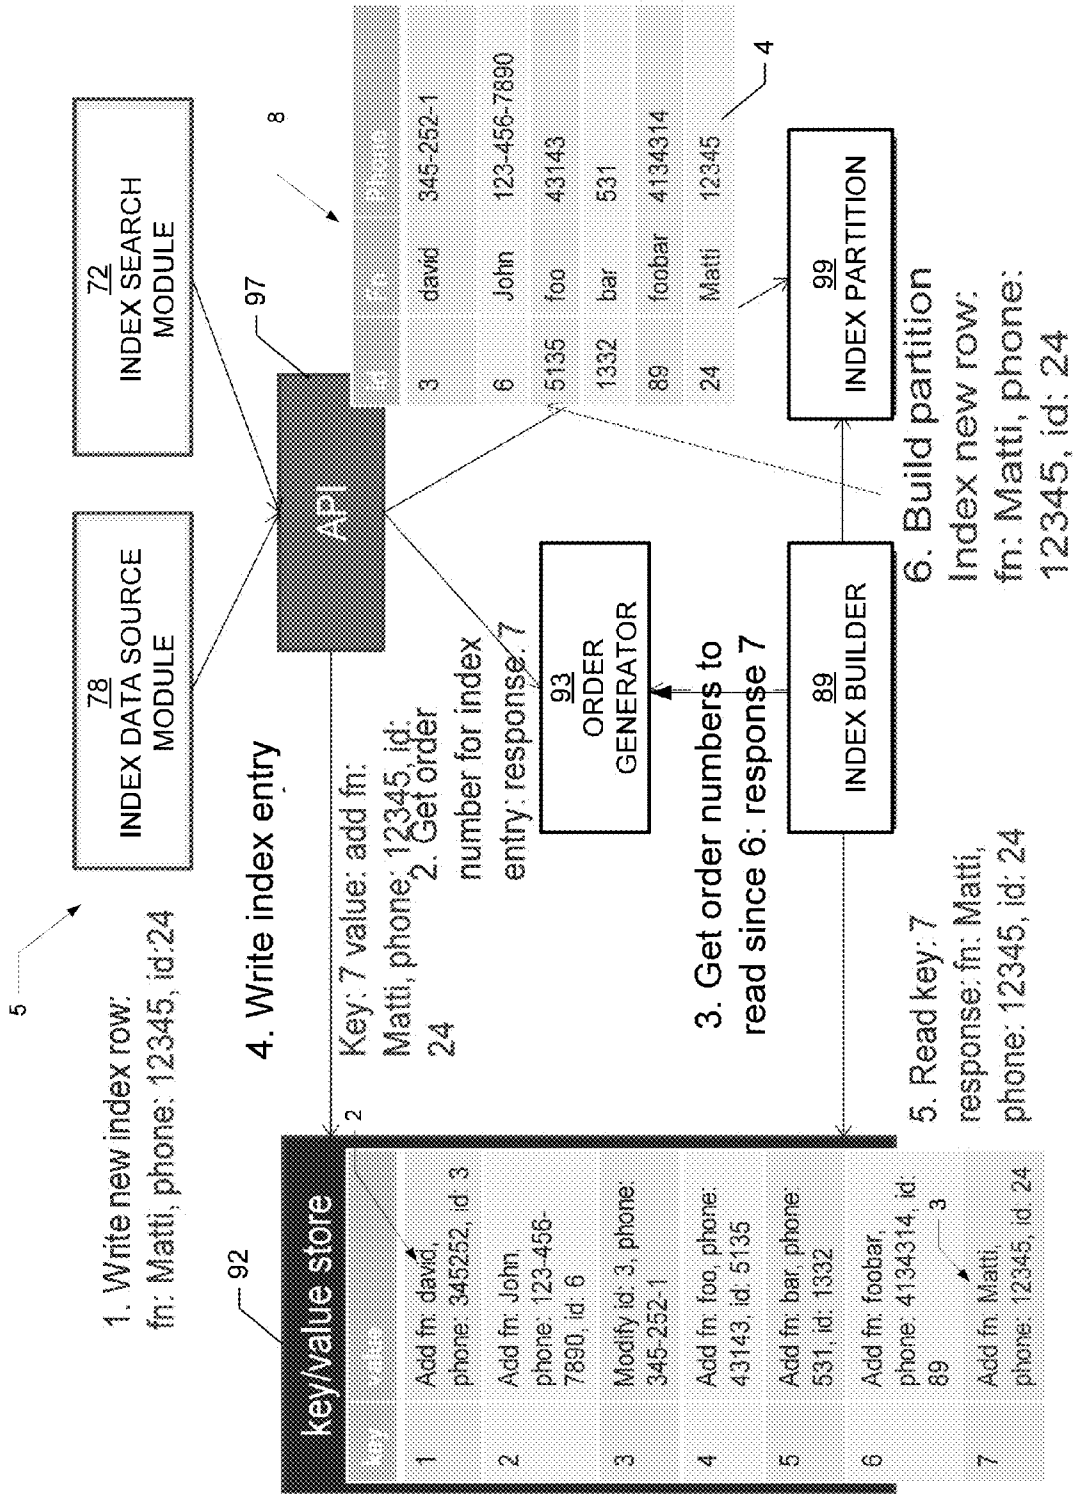 5
78
INDEX DATA SOURCE
MODULE
72
INDEX SEARCH
MODULE
1. Write new index row:
fn: Matti, phone: 12345, id:24
4. Write index entry
API
97
8
92
key/value store
key value
1 Add fn: david,
phone: 345252, id 3
2 Add fn: John
phone: 123-456-
7890, id: 6
3 Modify id: 3, phone:
345-252-1
4 Add fn: foo, phone:
43143, id: 5135
5 Add fn: bar, phone:
531, id: 1332
6 Add fn: foobar,
phone: 4134314, id:
89
7 Add fn: Matti,
phone: 12345, id 24
2
3
Key: 7 value: add fn:
Matti, phone: 12345, id:
24
2. Get order
number for index
entry: response: 7
id fn phone
3 david 345-252-1
6 John 123-456-7890
5135 foo 43143
1332 bar 531
89 foobar 4134314
24 Matti 12345
4
93
ORDER
GENERATOR
3. Get order numbers to
read since 6: response 7
89
INDEX BUILDER
99
INDEX PARTITION
5. Read key: 7
response: fn: Matti,
phone: 12345, id: 24
6. Build partition
Index new row:
fn: Matti, phone:
12345, id: 24